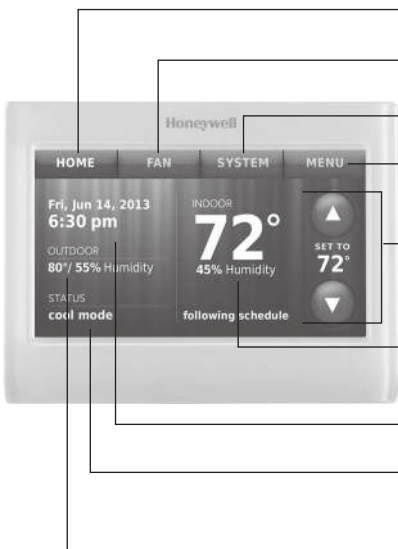 Honeywell
HOME FAN SYSTEM MENU
Fri, Jun 14, 2013
6:30 pm
OUTDOOR
80°/ 55% Humidity
STATUS
cool mode
INDOOR
72°
45% Humidity
following schedule
SET TO
72°